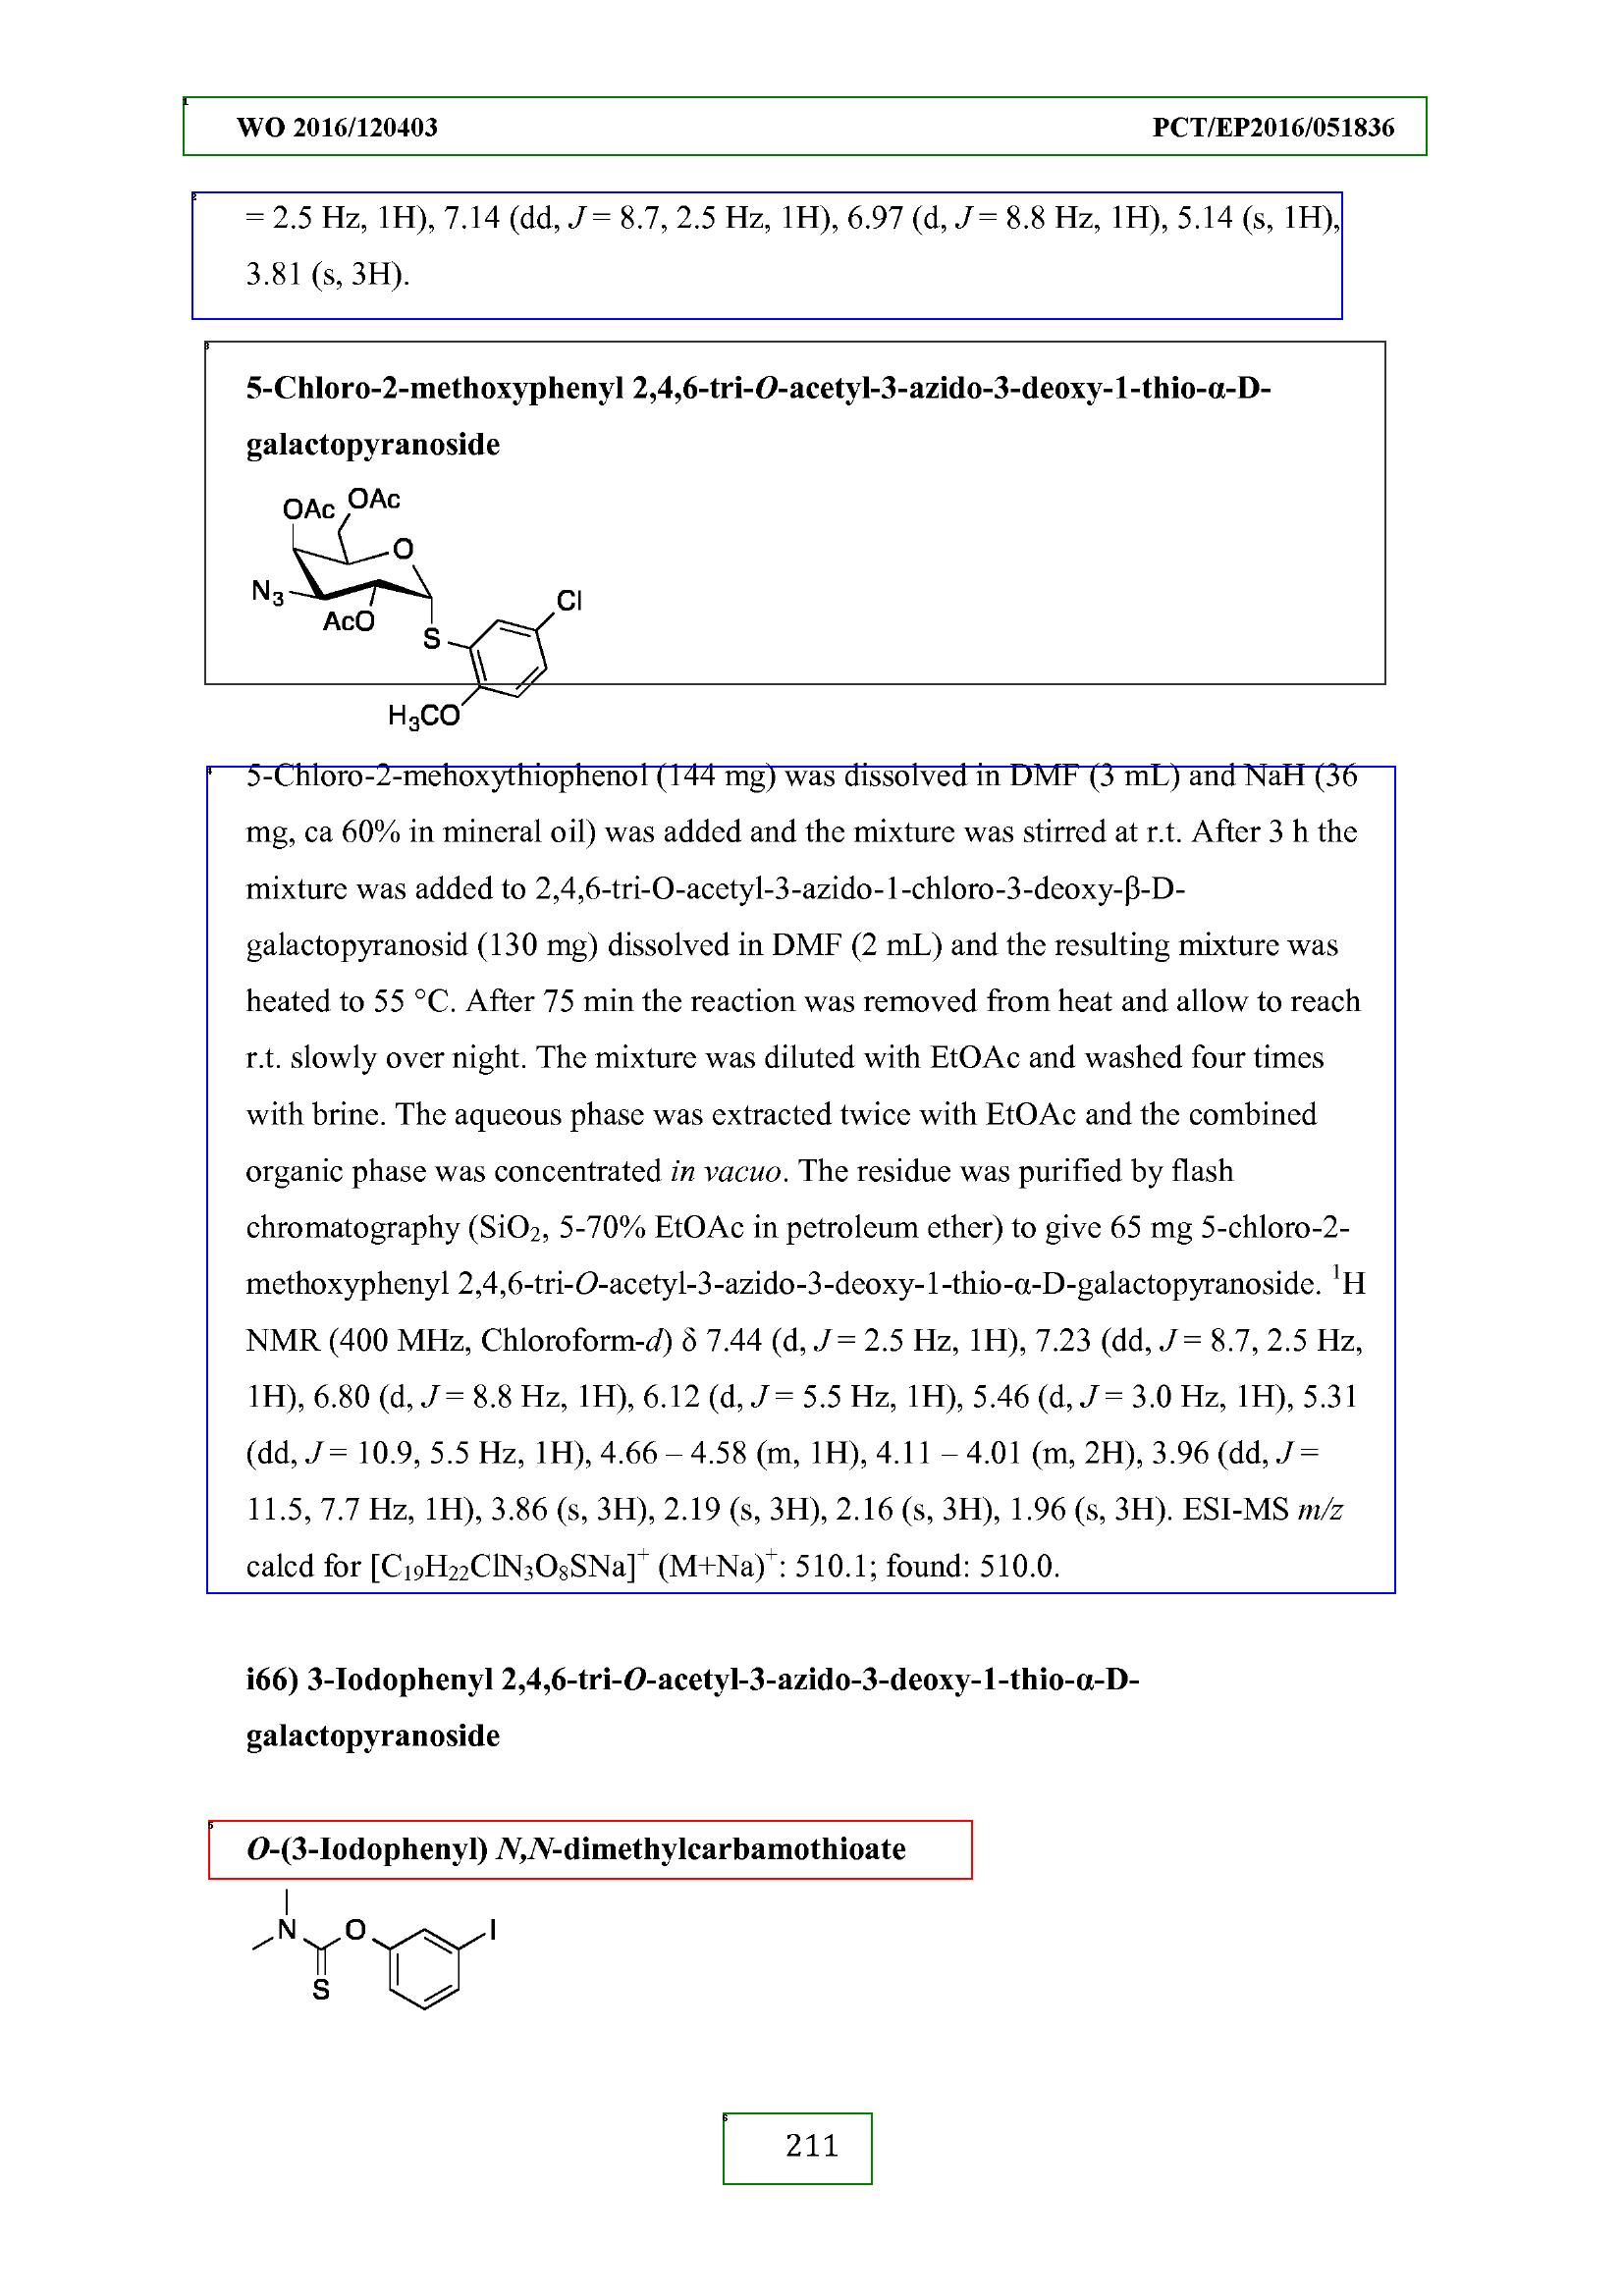 WO 2016/120403 PCT/EP2016/051836
= 2.5 Hz, 1H), 7.14 (dd, J = 8.7, 2.5 Hz, 1H), 6.97 (d, J = 8.8 Hz, 1H), 5.14 (s, 1H),
3.81 (s, 3H).
5-Chloro-2-methoxyphenyl 2,4,6-tri-O-acetyl-3-azido-3-deoxy-1-thio-α-D-
galactopyranoside
OAc OAc
O
N3
AcO
Cl
S
H3CO
5-Chloro-2-mehoxythiophenol (144 mg) was dissolved in DMF (3 mL) and NaH (36
mg, ca 60% in mineral oil) was added and the mixture was stirred at r.t. After 3 h the
mixture was added to 2,4,6-tri-O-acetyl-3-azido-1-chloro-3-deoxy-β-D-
galactopyranosid (130 mg) dissolved in DMF (2 mL) and the resulting mixture was
heated to 55 °C. After 75 min the reaction was removed from heat and allow to reach
r.t. slowly over night. The mixture was diluted with EtOAc and washed four times
with brine. The aqueous phase was extracted twice with EtOAc and the combined
organic phase was concentrated in vacuo. The residue was purified by flash
chromatography (SiO₂, 5-70% EtOAc in petroleum ether) to give 65 mg 5-chloro-2-
methoxyphenyl 2,4,6-tri-O-acetyl-3-azido-3-deoxy-1-thio-α-D-galactopyranoside. ¹H
NMR (400 MHz, Chloroform-d) δ 7.44 (d, J = 2.5 Hz, 1H), 7.23 (dd, J = 8.7, 2.5 Hz,
1H), 6.80 (d, J = 8.8 Hz, 1H), 6.12 (d, J = 5.5 Hz, 1H), 5.46 (d, J = 3.0 Hz, 1H), 5.31
(dd, J = 10.9, 5.5 Hz, 1H), 4.66 – 4.58 (m, 1H), 4.11 – 4.01 (m, 2H), 3.96 (dd, J =
11.5, 7.7 Hz, 1H), 3.86 (s, 3H), 2.19 (s, 3H), 2.16 (s, 3H), 1.96 (s, 3H). ESI-MS m/z
calcd for [C₁₉H₂₂ClN₃O₈SNa]⁺ (M+Na)⁺: 510.1; found: 510.0.
i66) 3-Iodophenyl 2,4,6-tri-O-acetyl-3-azido-3-deoxy-1-thio-α-D-
galactopyranoside
O-(3-Iodophenyl) N,N-dimethylcarbamothioate
N O I
S
211